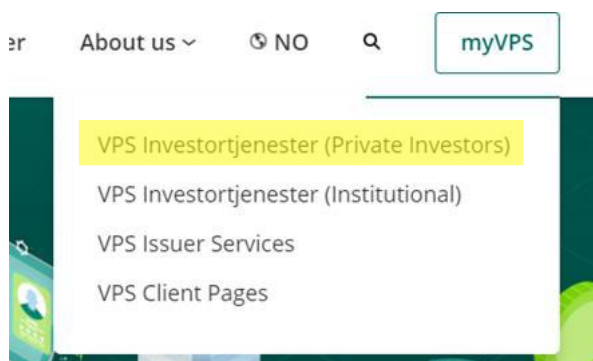 er About us NO myVPS
VPS Investortjenester (Private Investors)
VPS Investortjenester (Institutional)
VPS Issuer Services
VPS Client Pages